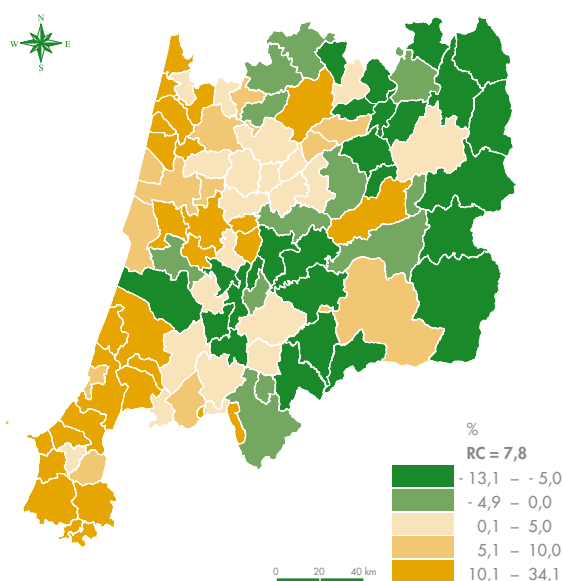 N
W E
S
%
RC = 7,8
- 13,1 – - 5,0
- 4,9 – 0,0
0,1 – 5,0
5,1 – 10,0
10,1 – 34,1
0 20 40 km